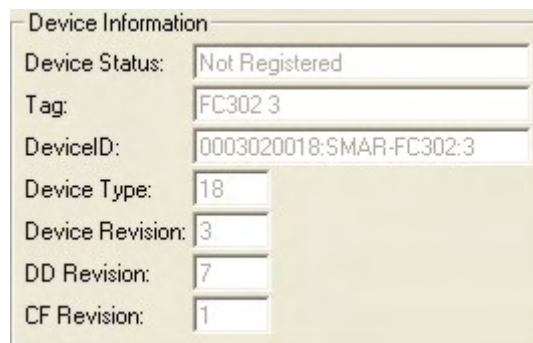 Device Information
Device Status: Not Registered
Tag: FC302 3
DeviceID: 0003020018:SMAR-FC302:3
Device Type: 18
Device Revision: 3
DD Revision: 7
CF Revision: 1